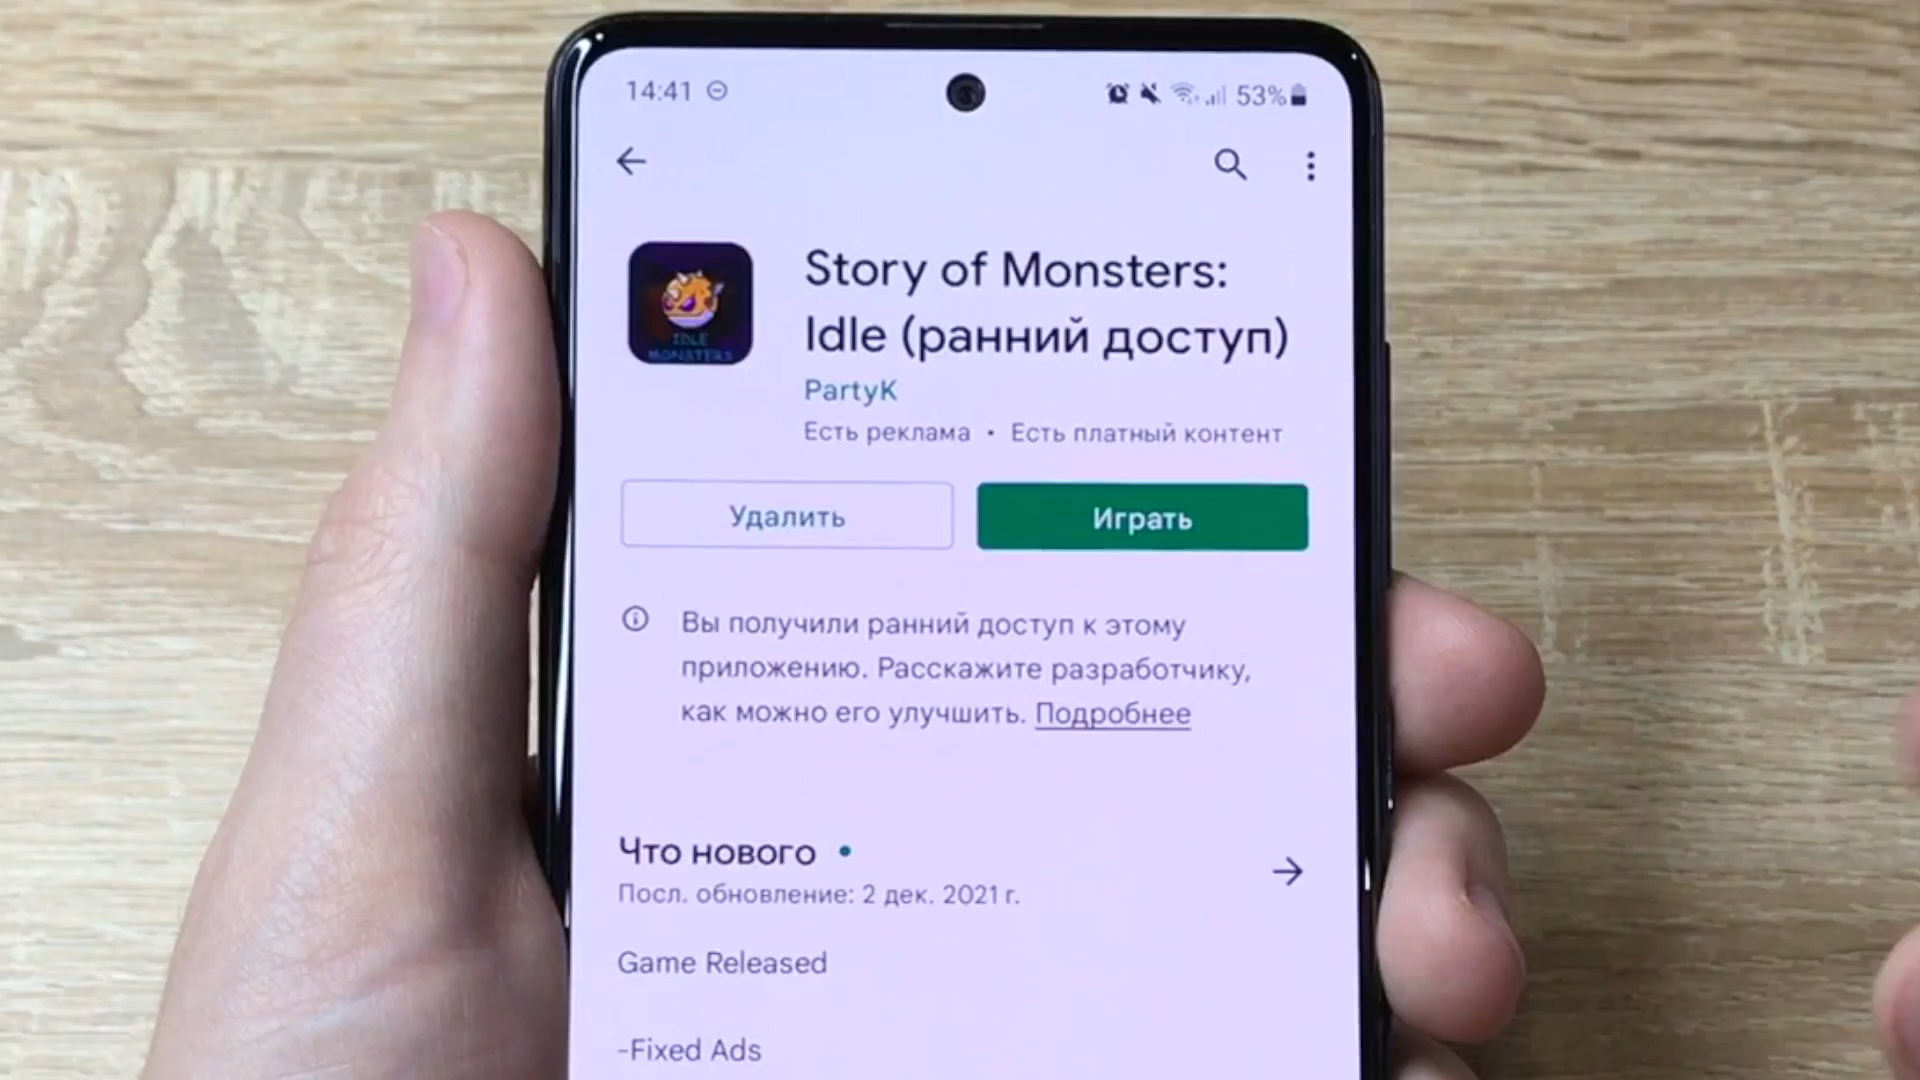 14:41
53%
Story of Monsters:
Idle (ранний доступ)
IDLE
MONSTERS
PartyK
Есть реклама • Есть платный контент
Удалить
Играть
Вы получили ранний доступ к этому
приложению. Расскажите разработчику,
как можно его улучшить. Подробнее
Что нового •
Посл. обновление: 2 дек. 2021 г.
Game Released
-Fixed Ads